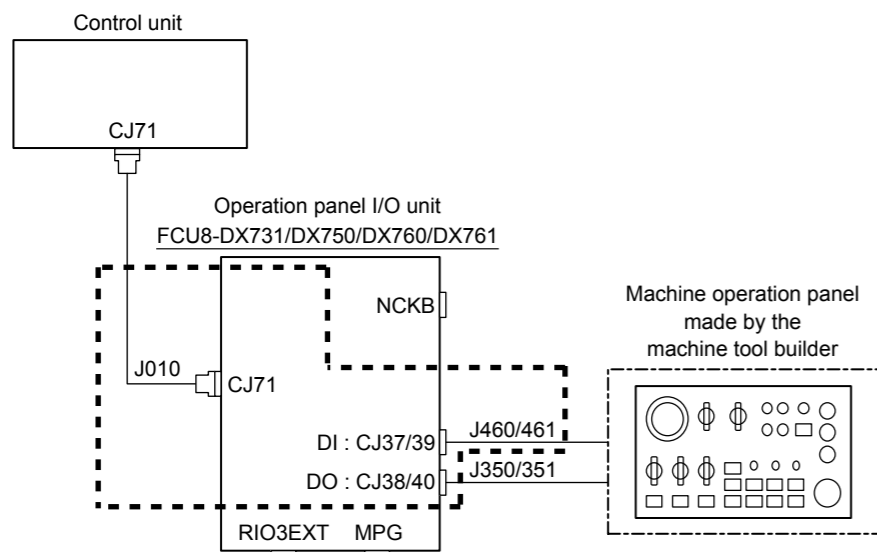 Control unit
CJ71
Operation panel I/O unit
FCU8-DX731/DX750/DX760/DX761
NCKB
Machine operation panel
made by the
machine tool builder
J010
CJ71
DI : CJ37/39
J460/461
DO : CJ38/40
J350/351
RIO3EXT
MPG